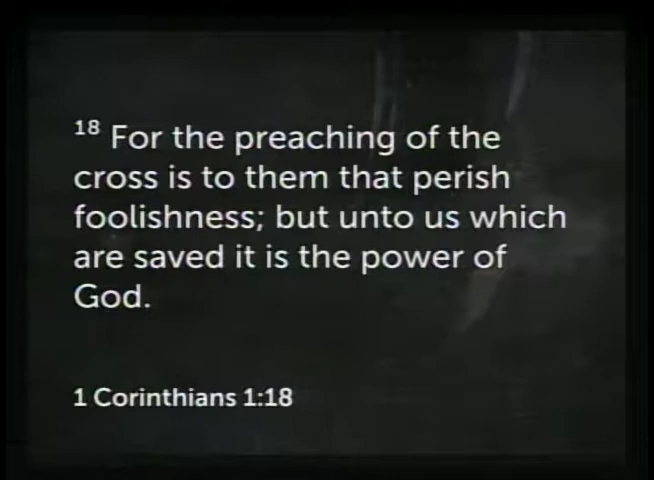 18 For the preaching of the
cross is to them that perish
foolishness; but unto us which
are saved it is the power of
God.
1 Corinthians 1:18